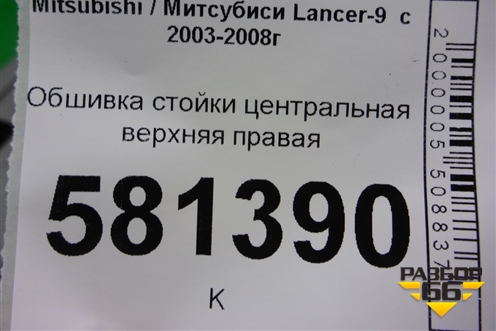 Mitsubishi / Митсубиси Lancer-9 с
2003-2008г
Обшивка стойки центральная
верхняя правая
581390
К
2000005508837
РАЗБОР
66